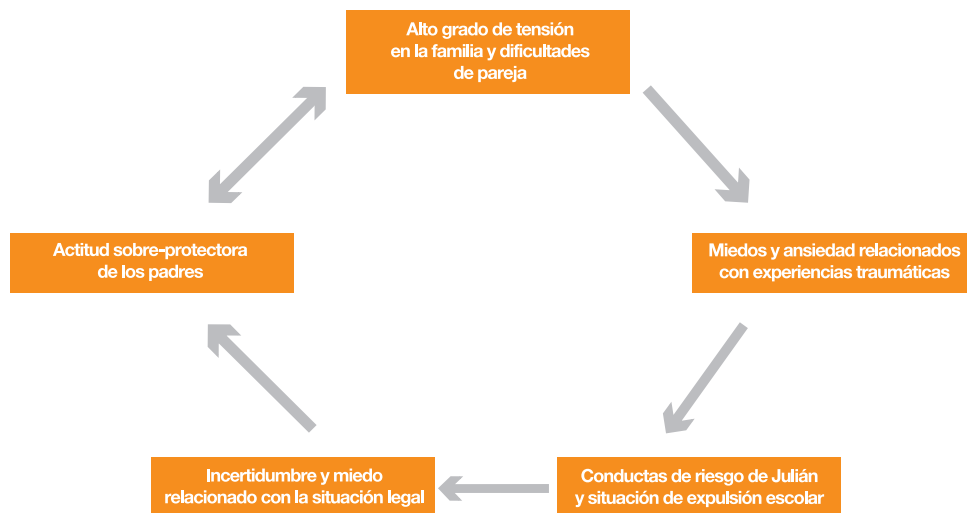 Alto grado de tensión
en la familia y dificultades
de pareja
Actitud sobre-protectora
de los padres
Miedos y ansiedad relacionados
con experiencias traumáticas
Incertidumbre y miedo
relacionado con la situación legal
Conductas de riesgo de Julián
y situación de expulsión escolar